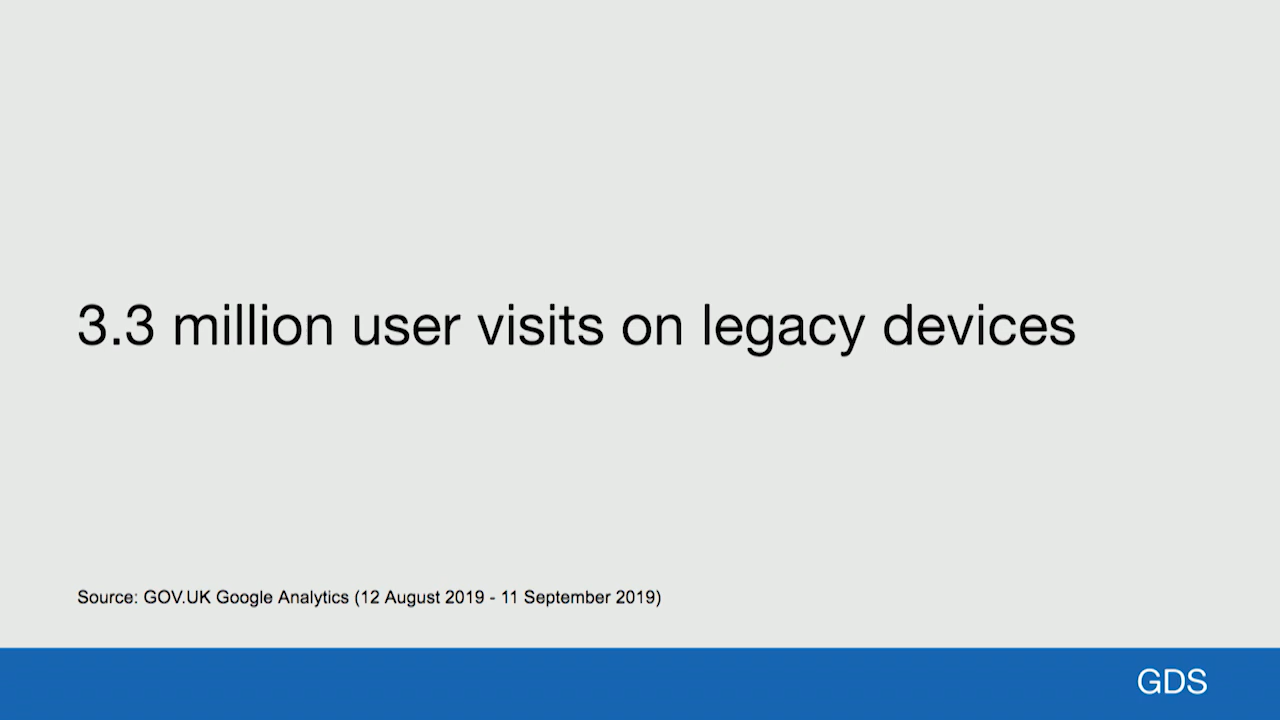 3.3 million user visits on legacy devices
Source: GOV.UK Google Analytics (12 August 2019 - 11 September 2019)
GDS